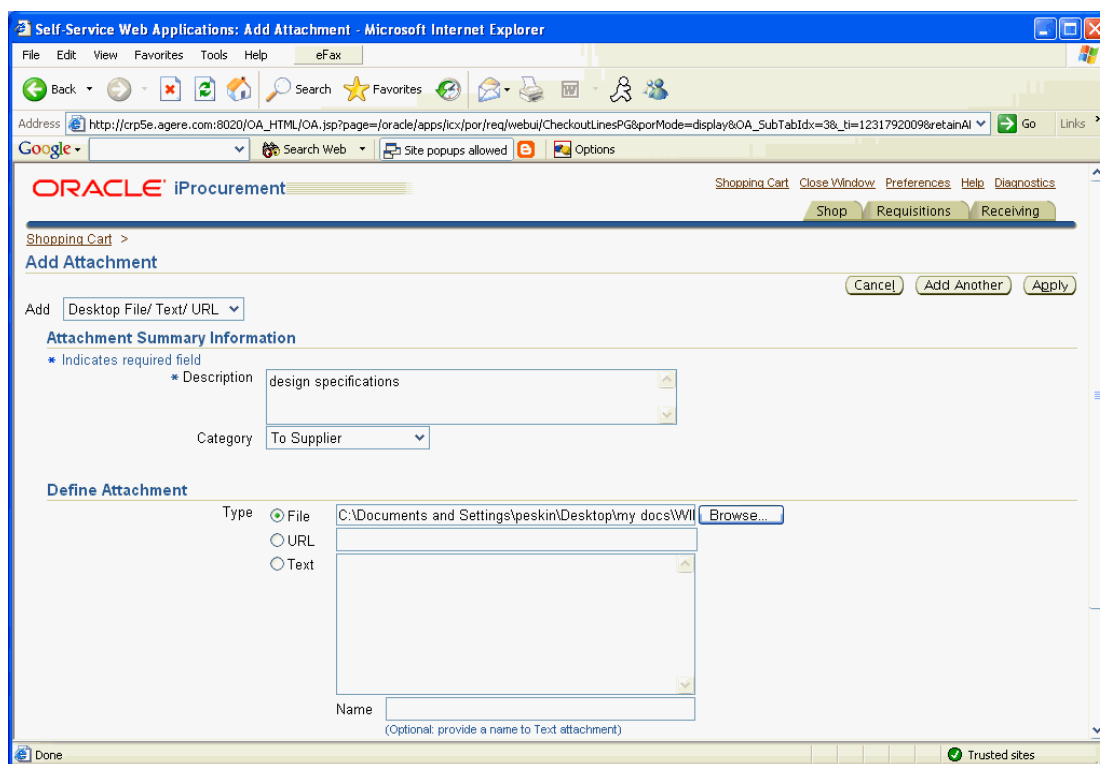 Self-Service Web Applications: Add Attachment - Microsoft Internet Explorer
File Edit View Favorites Tools Help eFax
Back Search Favorites
Address http://crp5e.agere.com:8020/OA_HTML/OA.jsp?page=/oracle/apps/icx/por/req/webui/CheckoutLinesPG&porMode=display&OA_SubTabIdx=3&_ti=1231792009&retainAl Go Links
Google Search Web Site popups allowed Options
ORACLE iProcurement
Shopping Cart Close Window Preferences Help Diagnostics
Shop Requisitions Receiving
Shopping Cart >
Add Attachment
Cancel Add Another Apply
Add Desktop File/ Text/ URL
Attachment Summary Information
* Indicates required field
* Description design specifications
Category To Supplier
Define Attachment
Type File C:\Documents and Settings\peskin\Desktop\my docs\WII Browse...
URL
Text
Name
(Optional: provide a name to Text attachment)
Done Trusted sites